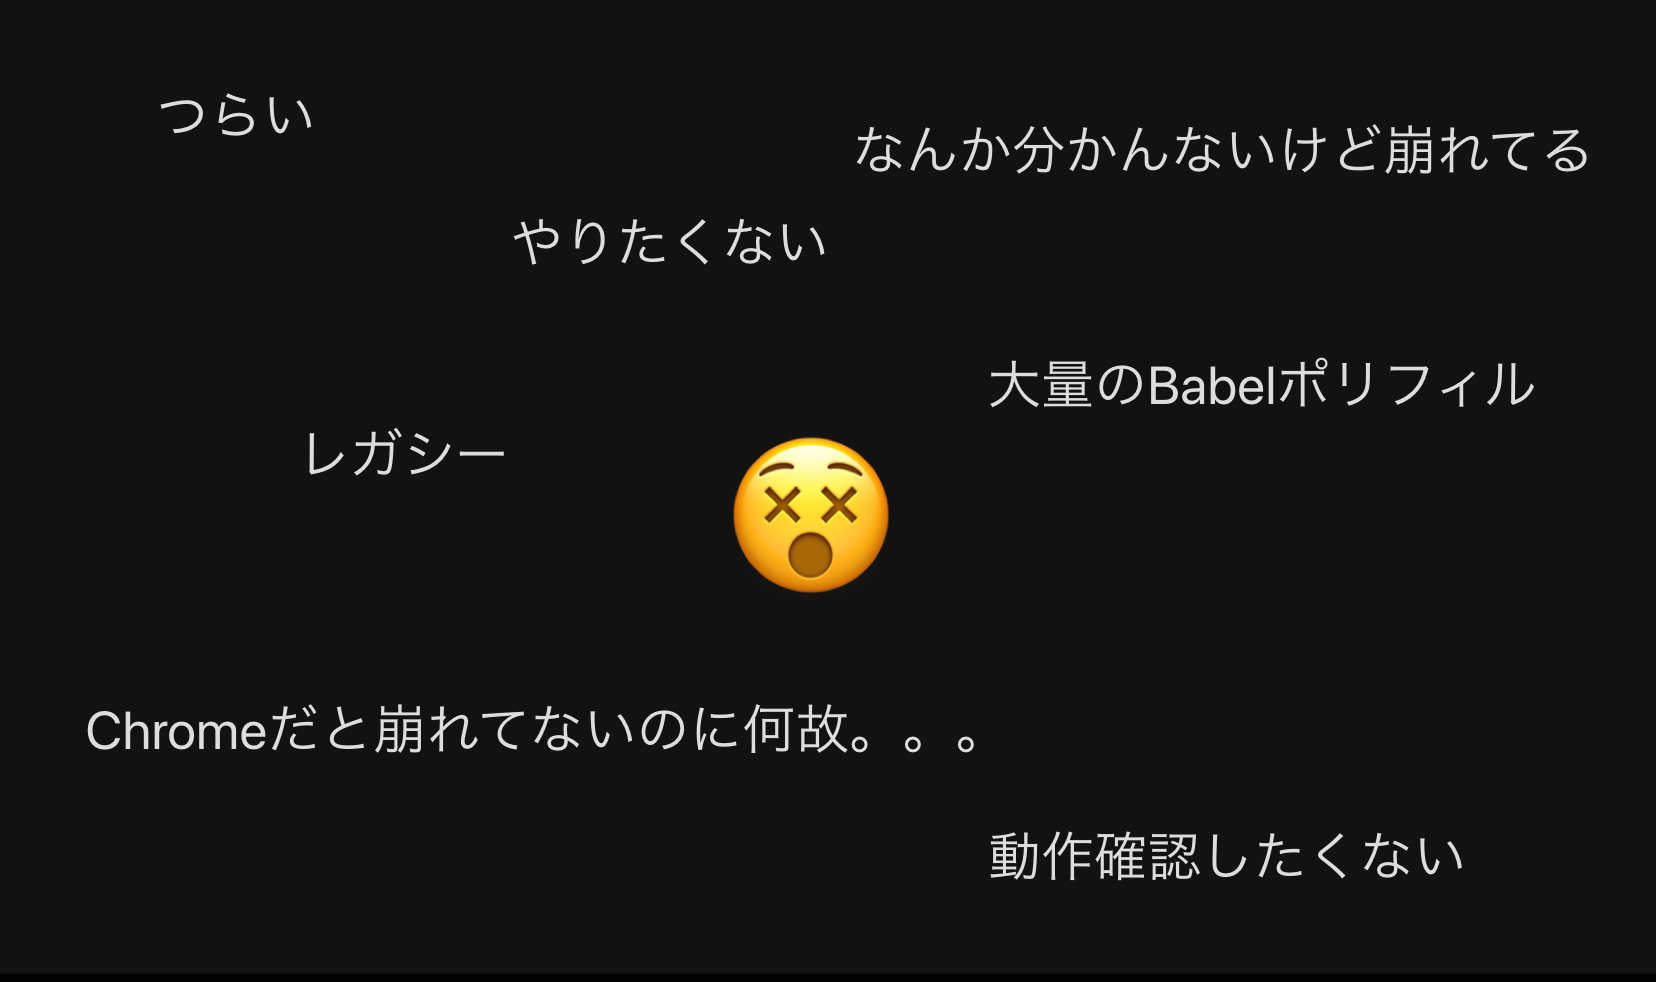 つらい
なんか分かんないけど崩れてる
やりたくない
大量のBabelポリフィル
レガシー
Chromeだと崩れてないのに何故。。。
動作確認したくない